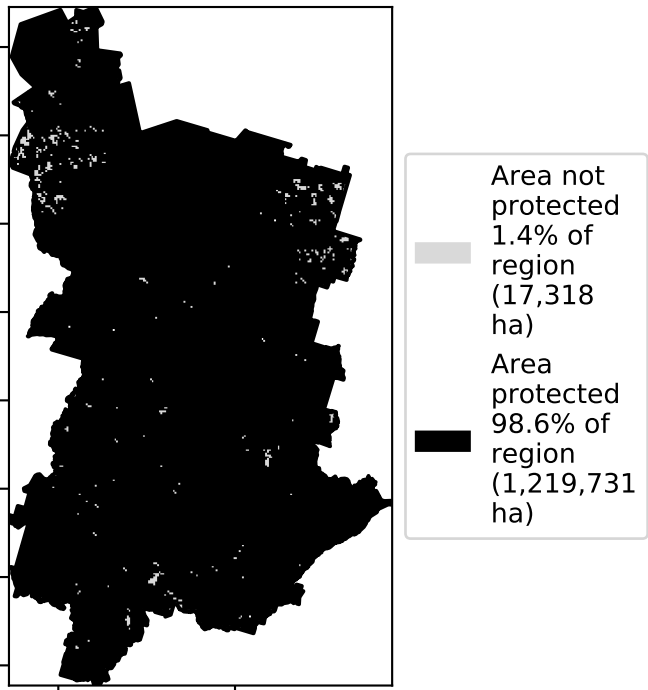 Area not
protected
1.4% of
region
(17,318
ha)
Area
protected
98.6% of
region
(1,219,731
ha)